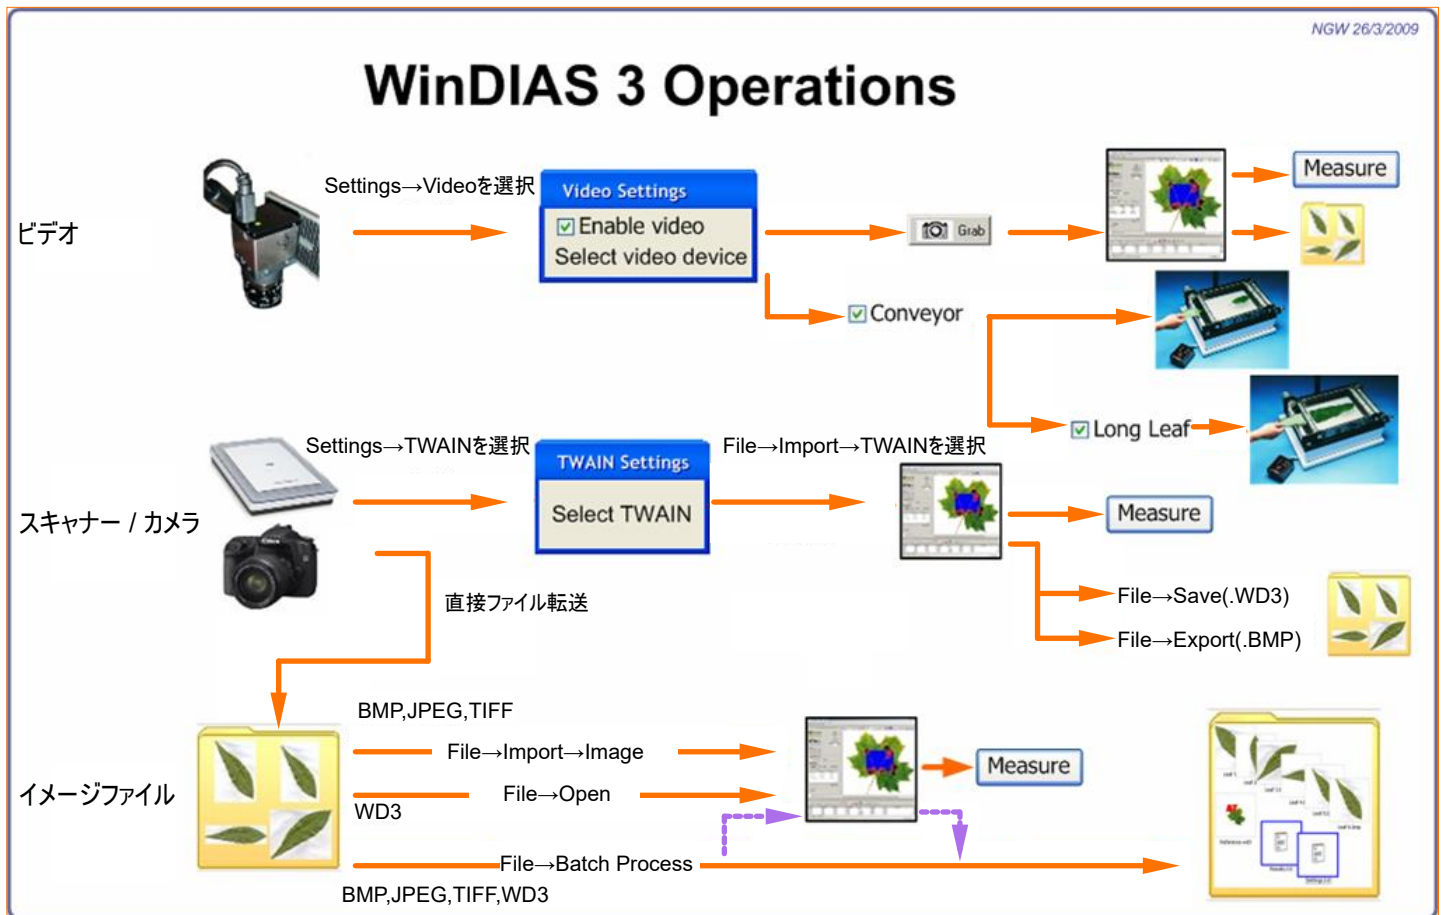 NGW 26/3/2009
WinDIAS 3 Operations
ビデオ
Settings→Videoを選択
Video Settings
Enable video
Select video device
Grab
Measure
Conveyor
Long Leaf
スキャナー / カメラ
Settings→TWAINを選択
TWAIN Settings
Select TWAIN
File→Import→TWAINを選択
Measure
File→Save(.WD3)
File→Export(.BMP)
直接ファイル転送
イメージファイル
BMP,JPEG,TIFF
File→Import→Image
File→Open
WD3
Measure
File→Batch Process
BMP,JPEG,TIFF,WD3